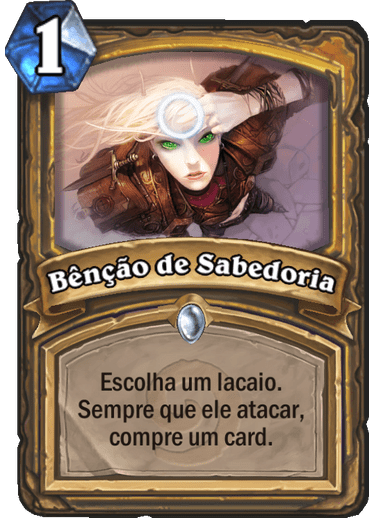 1
Bênção de Sabedoria
Escolha um lacaio.
Sempre que ele atacar,
compre um card.